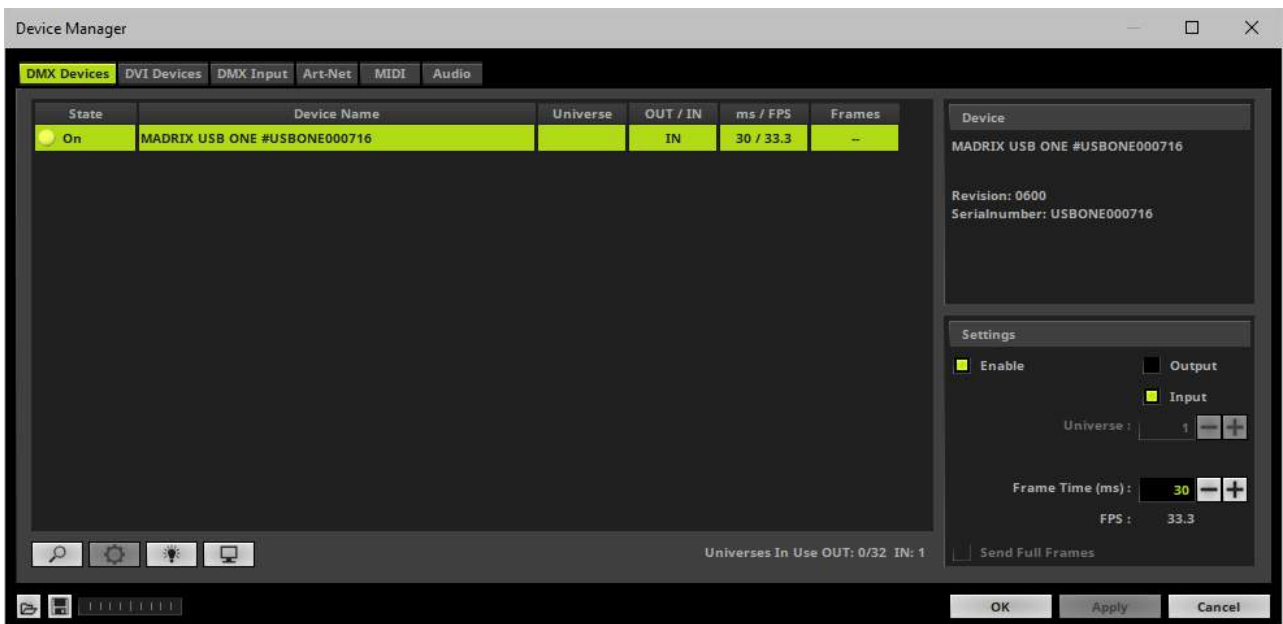 Device Manager
DMX Devices DVI Devices DMX Input Art-Net MIDI Audio
State Device Name Universe OUT / IN ms / FPS Frames
On MADRIX USB ONE #USBONE000716 IN 30 / 33.3 --
Universes In Use OUT: 0/32 IN: 1
Device
MADRIX USB ONE #USBONE000716
Revision: 0600
Serialnumber: USBONE000716
Settings
Enable Output
Input
Universe : 1
Frame Time (ms) : 30
FPS : 33.3
Send Full Frames
OK Apply Cancel